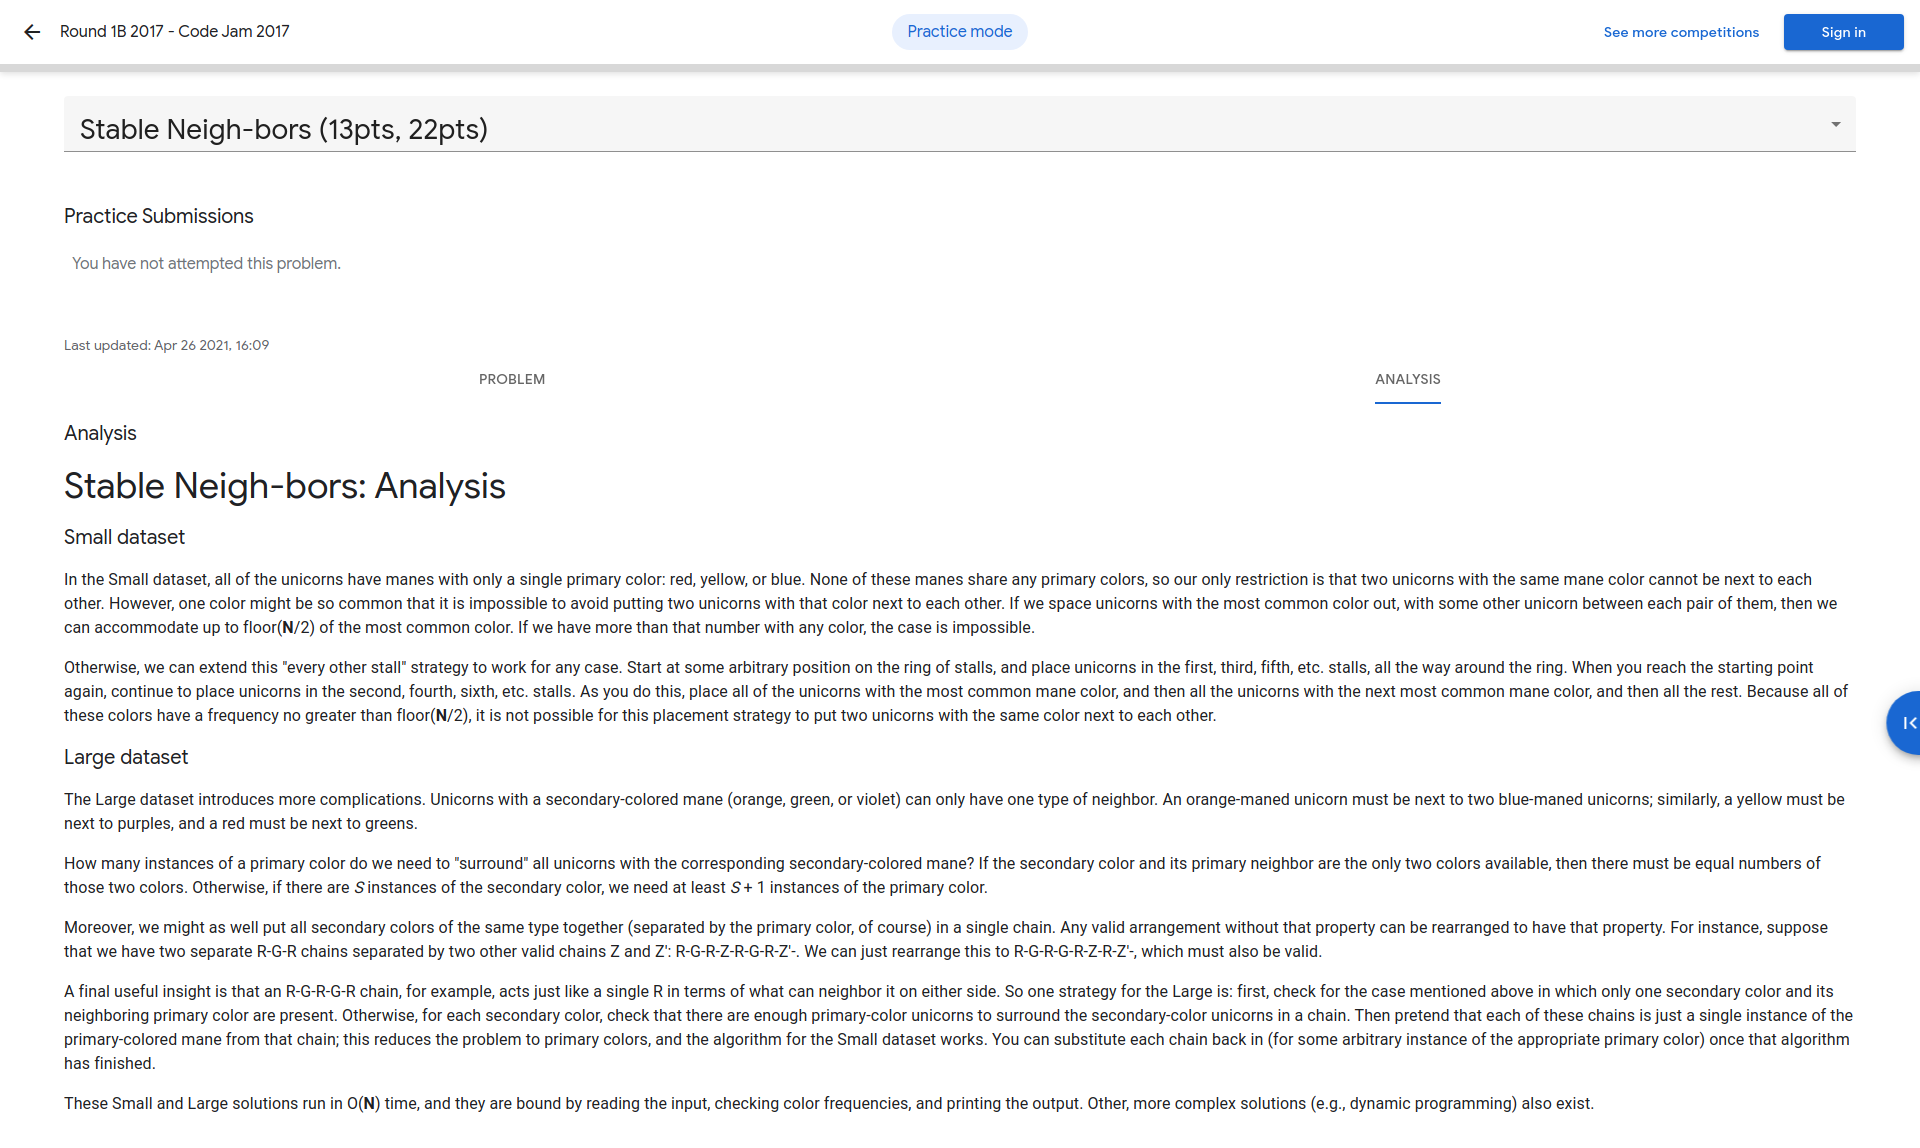 Round 1B 2017 - Code Jam 2017
Practice mode
See more competitions
Sign in
Stable Neigh-bors (13pts, 22pts)
Practice Submissions
You have not attempted this problem.
Last updated: Apr 26 2021, 16:09
PROBLEM
ANALYSIS
Analysis
Stable Neigh-bors: Analysis
Small dataset
In the Small dataset, all of the unicorns have manes with only a single primary color: red, yellow, or blue. None of these manes share any primary colors, so our only restriction is that two unicorns with the same mane color cannot be next to each
other. However, one color might be so common that it is impossible to avoid putting two unicorns with that color next to each other. If we space unicorns with the most common color out, with some other unicorn between each pair of them, then we
can accommodate up to floor(N/2) of the most common color. If we have more than that number with any color, the case is impossible.
Otherwise, we can extend this "every other stall" strategy to work for any case. Start at some arbitrary position on the ring of stalls, and place unicorns in the first, third, fifth, etc. stalls, all the way around the ring. When you reach the starting point
again, continue to place unicorns in the second, fourth, sixth, etc. stalls. As you do this, place all of the unicorns with the most common mane color, and then all the unicorns with the next most common mane color, and then all the rest. Because all of
these colors have a frequency no greater than floor(N/2), it is not possible for this placement strategy to put two unicorns with the same color next to each other.
Large dataset
The Large dataset introduces more complications. Unicorns with a secondary-colored mane (orange, green, or violet) can only have one type of neighbor. An orange-maned unicorn must be next to two blue-maned unicorns; similarly, a yellow must be
next to purples, and a red must be next to greens.
How many instances of a primary color do we need to "surround" all unicorns with the corresponding secondary-colored mane? If the secondary color and its primary neighbor are the only two colors available, then there must be equal numbers of
those two colors. Otherwise, if there are S instances of the secondary color, we need at least S + 1 instances of the primary color.
Moreover, we might as well put all secondary colors of the same type together (separated by the primary color, of course) in a single chain. Any valid arrangement without that property can be rearranged to have that property. For instance, suppose
that we have two separate R-G-R chains separated by two other valid chains Z and Z': R-G-R-Z-R-G-R-Z'-. We can just rearrange this to R-G-R-G-R-Z-R-Z'-, which must also be valid.
A final useful insight is that an R-G-R-G-R chain, for example, acts just like a single R in terms of what can neighbor it on either side. So one strategy for the Large is: first, check for the case mentioned above in which only one secondary color and its
neighboring primary color are present. Otherwise, for each secondary color, check that there are enough primary-color unicorns to surround the secondary-color unicorns in a chain. Then pretend that each of these chains is just a single instance of the
primary-colored mane from that chain; this reduces the problem to primary colors, and the algorithm for the Small dataset works. You can substitute each chain back in (for some arbitrary instance of the appropriate primary color) once that algorithm
has finished.
These Small and Large solutions run in O(N) time, and they are bound by reading the input, checking color frequencies, and printing the output. Other, more complex solutions (e.g., dynamic programming) also exist.